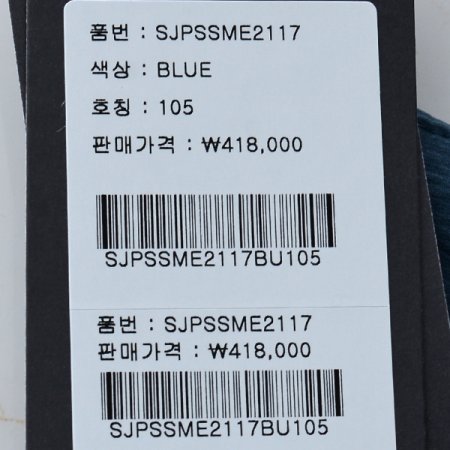 품번 : SJPSSME2117
색상 : BLUE
호칭 : 105
판매가격 : ₩418,000
SJPSSME2117BU105
품번 : SJPSSME2117
판매가격 : ₩418,000
SJPSSME2117BU105